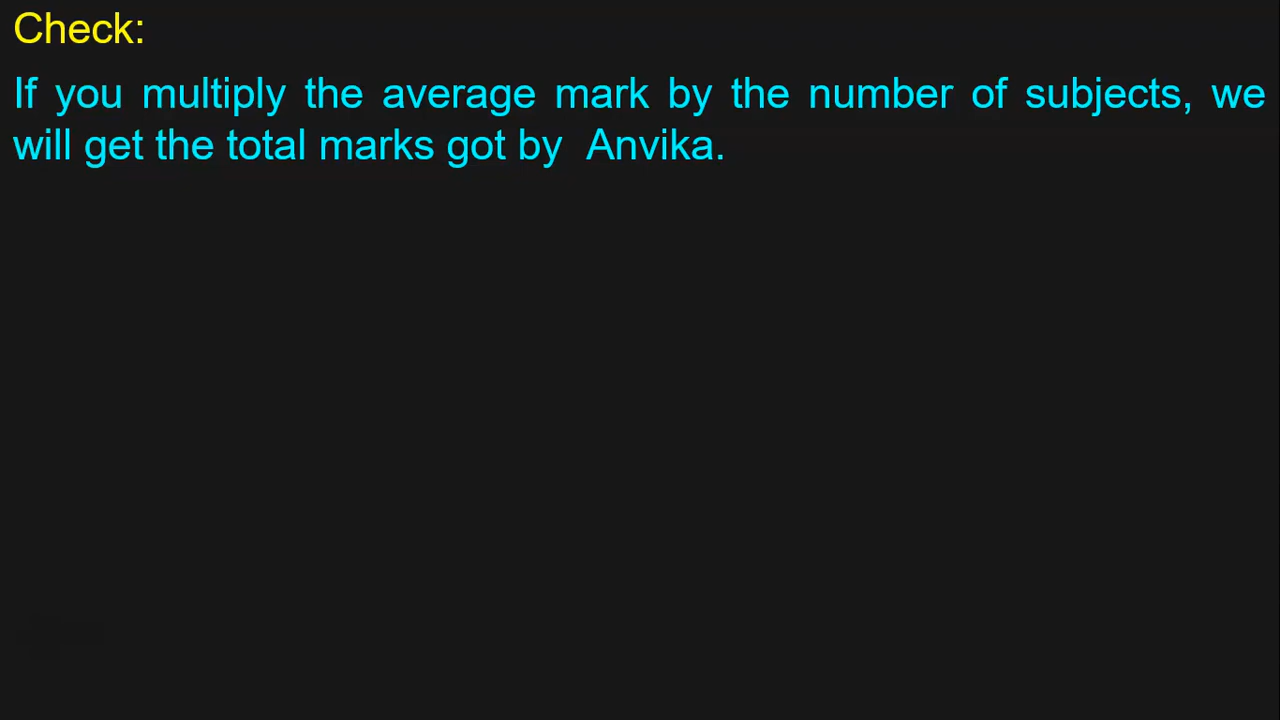 Check:
If you multiply the average mark by the number of subjects, we
will get the total marks got by Anvika.